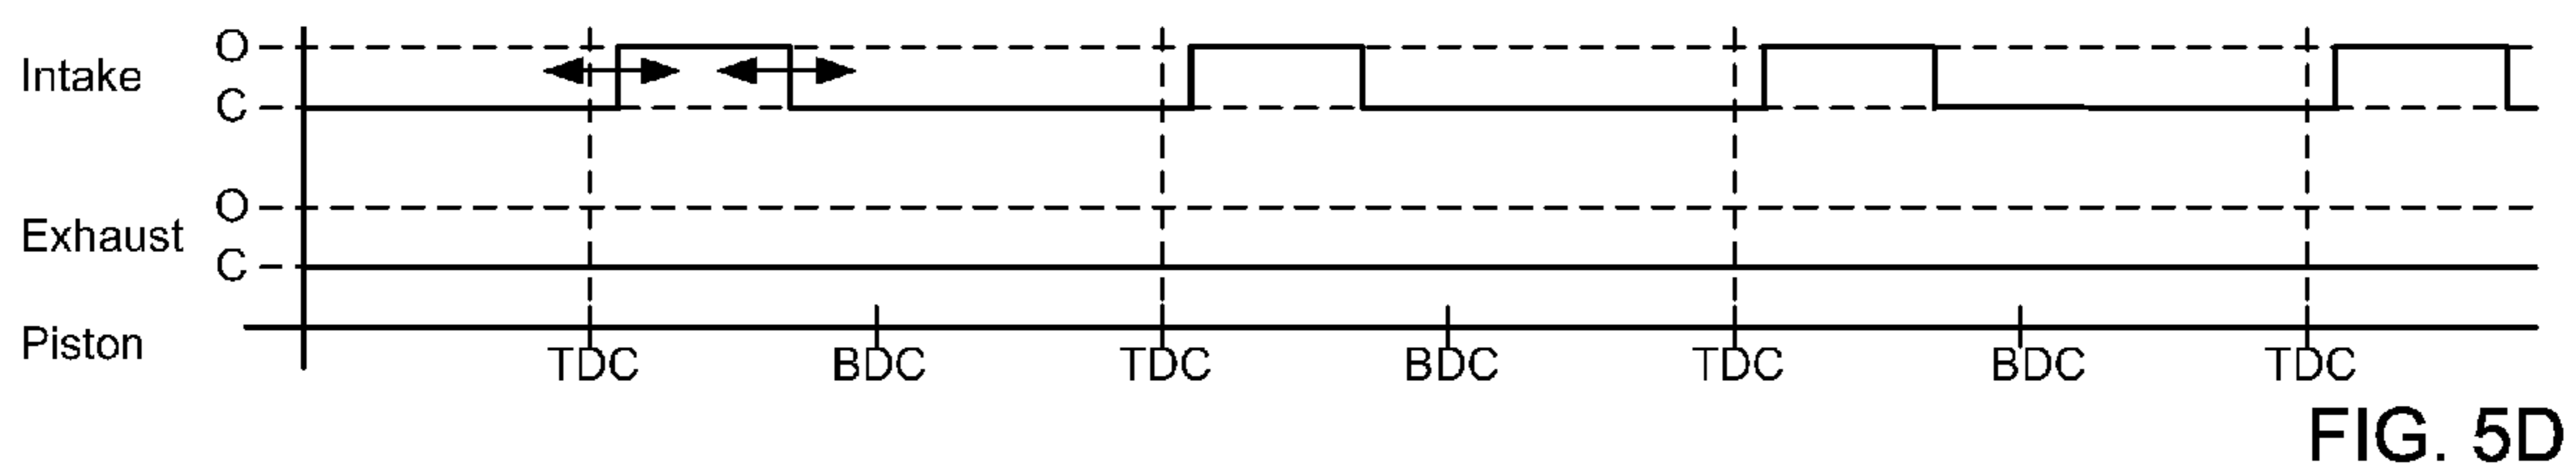 O
Intake
C
O
Exhaust
C
Piston
TDC BDC TDC BDC TDC BDC TDC
FIG. 5D